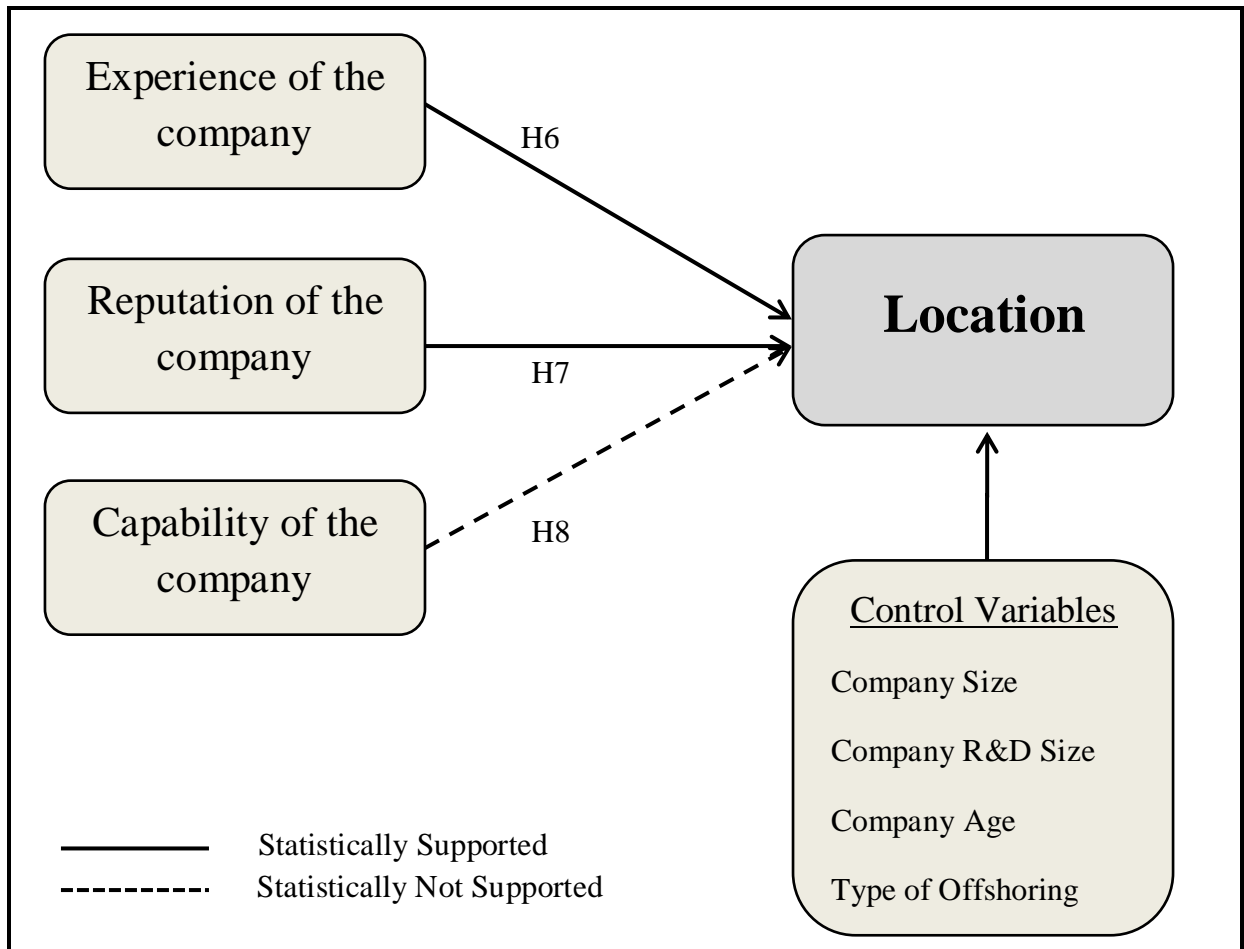 Experience of the
company
H6
Reputation of the
company
H7
Location
Capability of the
company
H8
Control Variables
Company Size
Company R&D Size
Company Age
Type of Offshoring
Statistically Supported
Statistically Not Supported